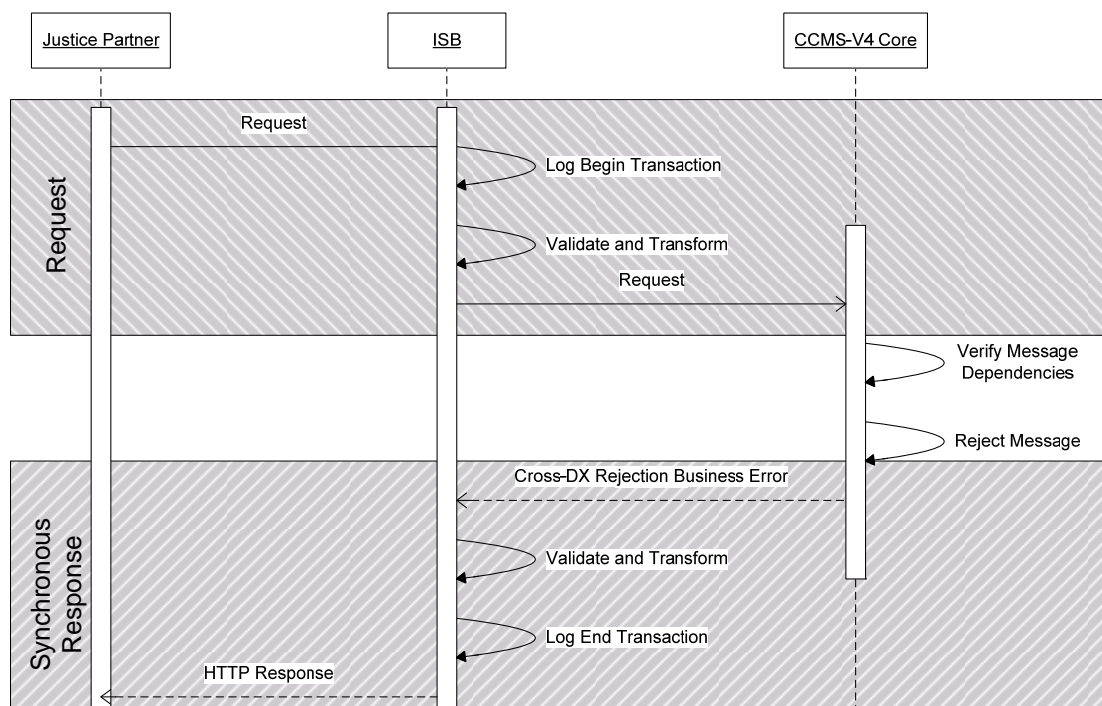 Justice Partner
ISB
CCMS-V4 Core
Request
Request
Log Begin Transaction
Validate and Transform
Request
Verify Message
Dependencies
Reject Message
Synchronous
Response
Cross-DX Rejection Business Error
Validate and Transform
Log End Transaction
HTTP Response